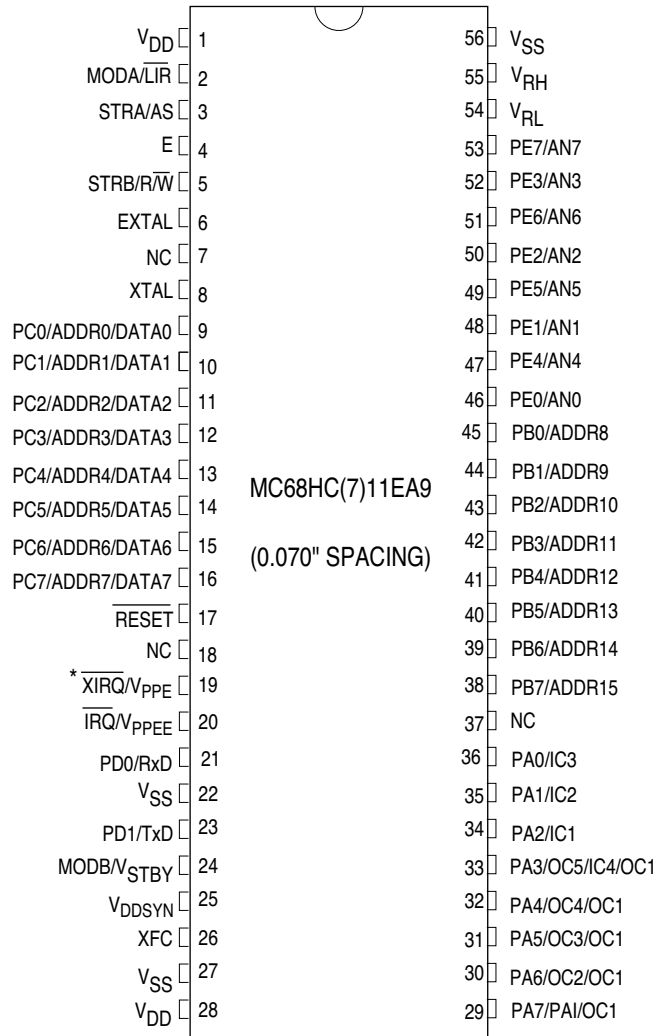 VDD 1 56 VSS
MODA/LIR 2 55 VRH
STRA/AS 3 54 VRL
E 4 53 PE7/AN7
STRB/R/W 5 52 PE3/AN3
EXTAL 6 51 PE6/AN6
NC 7 50 PE2/AN2
XTAL 8 49 PE5/AN5
PC0/ADDR0/DATA0 9 48 PE1/AN1
PC1/ADDR1/DATA1 10 47 PE4/AN4
PC2/ADDR2/DATA2 11 46 PE0/AN0
PC3/ADDR3/DATA3 12 45 PB0/ADDR8
PC4/ADDR4/DATA4 13 44 PB1/ADDR9
MC68HC(7)11EA9
PC5/ADDR5/DATA5 14 43 PB2/ADDR10
PC6/ADDR6/DATA6 15 42 PB3/ADDR11
(0.070" SPACING)
PC7/ADDR7/DATA7 16 41 PB4/ADDR12
RESET 17 40 PB5/ADDR13
NC 18 39 PB6/ADDR14
* XIRQ/VPPE 19 38 PB7/ADDR15
IRQ/VPPEE 20 37 NC
PD0/RxD 21 36 PA0/IC3
VSS 22 35 PA1/IC2
PD1/TxD 23 34 PA2/IC1
MODB/VSTBY 24 33 PA3/OC5/IC4/OC1
VDDSYN 25 32 PA4/OC4/OC1
XFC 26 31 PA5/OC3/OC1
VSS 27 30 PA6/OC2/OC1
VDD 28 29 PA7/PAI/OC1